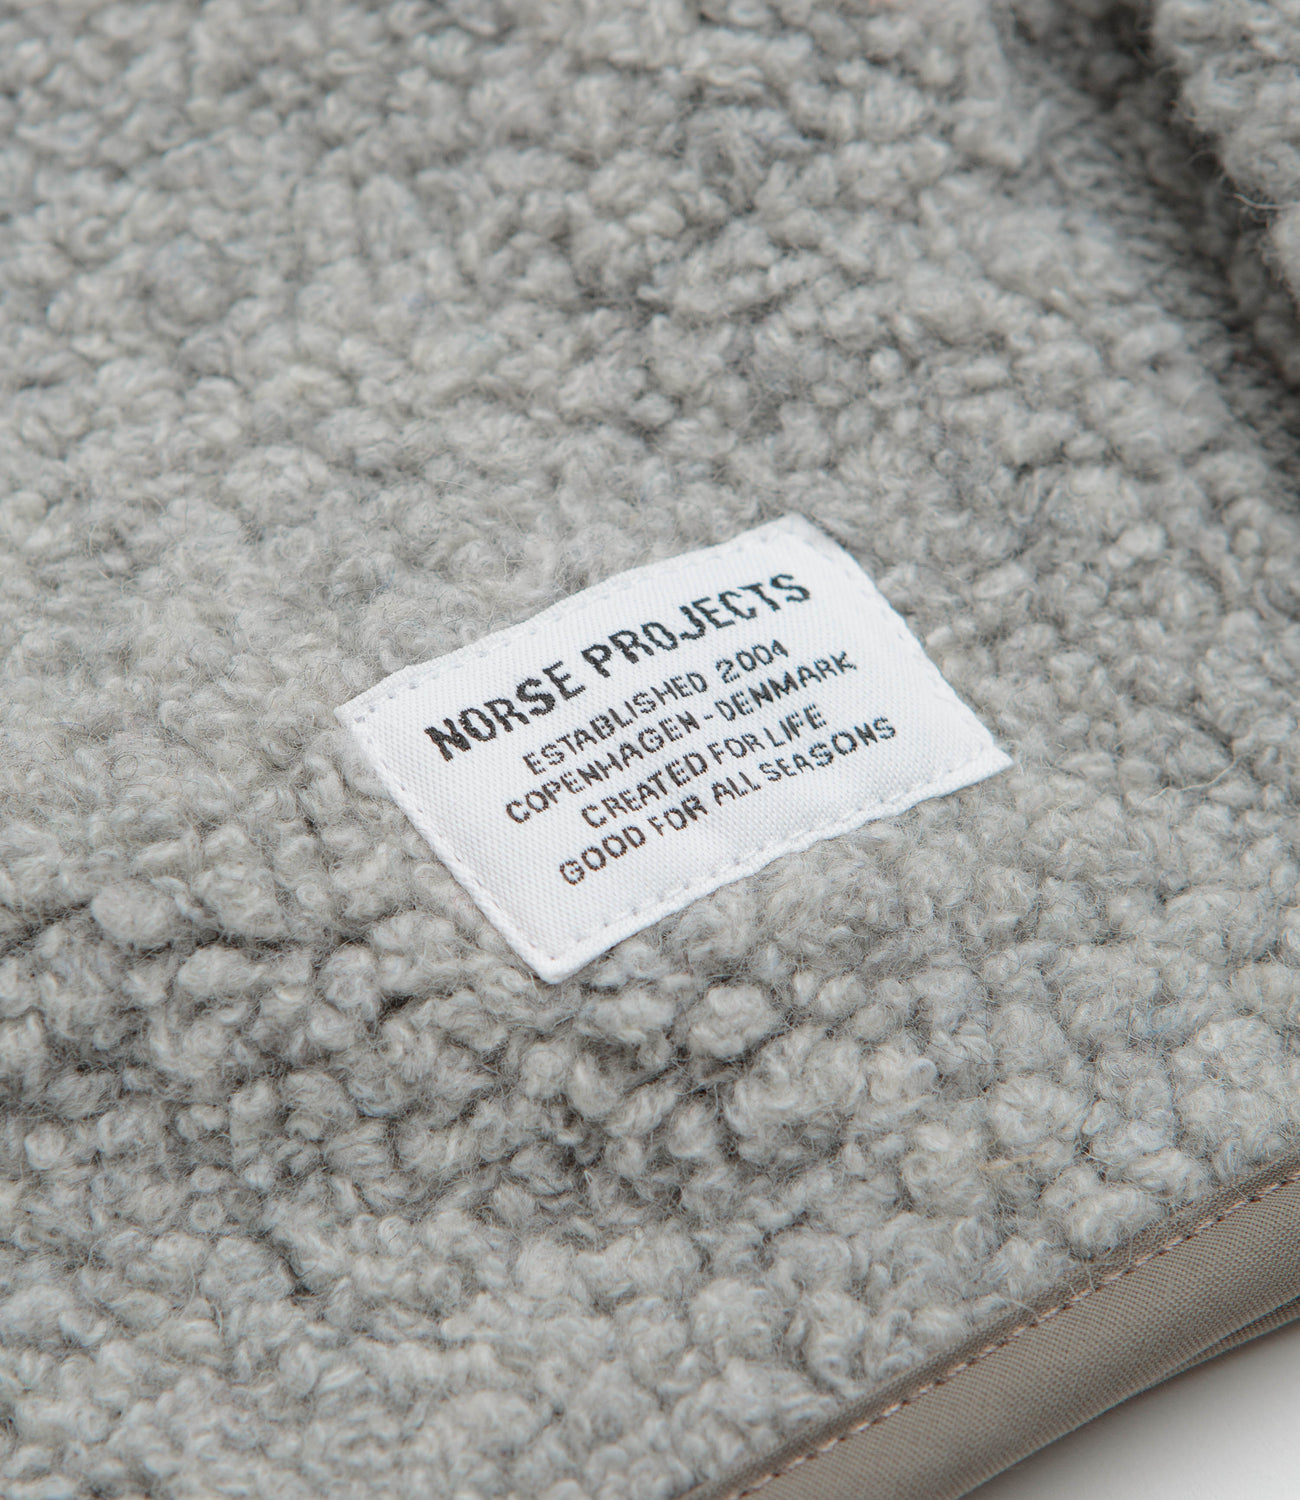 NORSE PROJECTS
ESTABLISHED 2004
COPENHAGEN - DENMARK
CREATED FOR LIFE
GOOD FOR ALL SEASONS